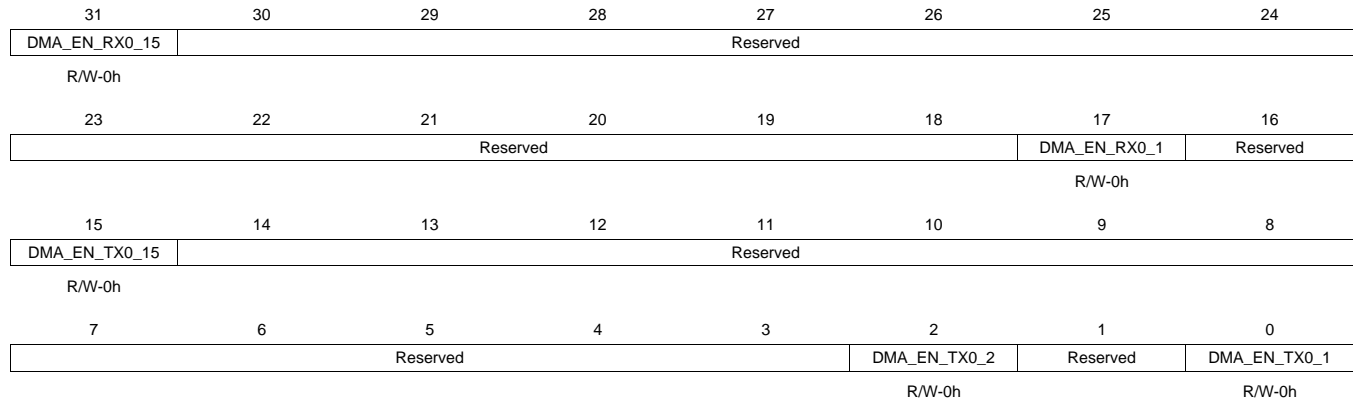 31 30 29 28 27 26 25 24
DMA_EN_RX0_15 Reserved
R/W-0h
23 22 21 20 19 18 17 16
Reserved DMA_EN_RX0_1 Reserved
R/W-0h
15 14 13 12 11 10 9 8
DMA_EN_TX0_15 Reserved
R/W-0h
7 6 5 4 3 2 1 0
Reserved DMA_EN_TX0_2 Reserved DMA_EN_TX0_1
R/W-0h R/W-0h